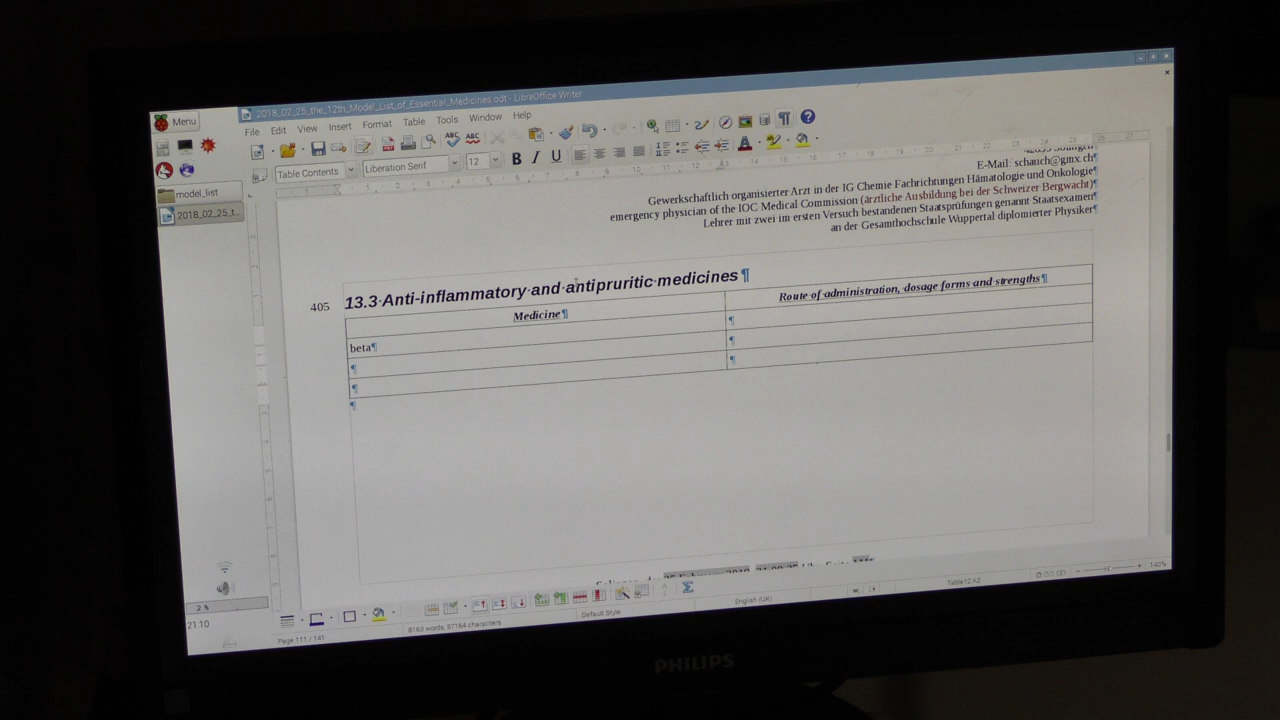 2018_02_25_the_12th_Model_List_of_Essential_Medicines.odt - LibreOffice Writer
Menu
File Edit View Insert Format Table Tools Window Help
Table Contents
Liberation Serif
12
model_list
2018_02_25_t...
E-Mail: schauch@gmx.ch¶
Gewerkschaftlich organisierter Arzt in der IG Chemie Fachrichtungen Hämatologie und Onkologie¶
emergency physician of the IOC Medical Commission (ärztliche Ausbildung bei der Schweizer Bergwacht)¶
Lehrer mit zwei im ersten Versuch bestandenen Staatsprüfungen genannt Staatsexamen¶
an der Gesamthochschule Wuppertal diplomierter Physiker¶
405 13.3·Anti-inflammatory·and·antipruritic·medicines¶
Medicine¶
Route·of·administration,·dosage·forms·and·strengths¶
beta¶
2 %
21:10
Page 111 / 141
8163 words, 57164 characters
Default Style
English (UK)
140%
PHILIPS